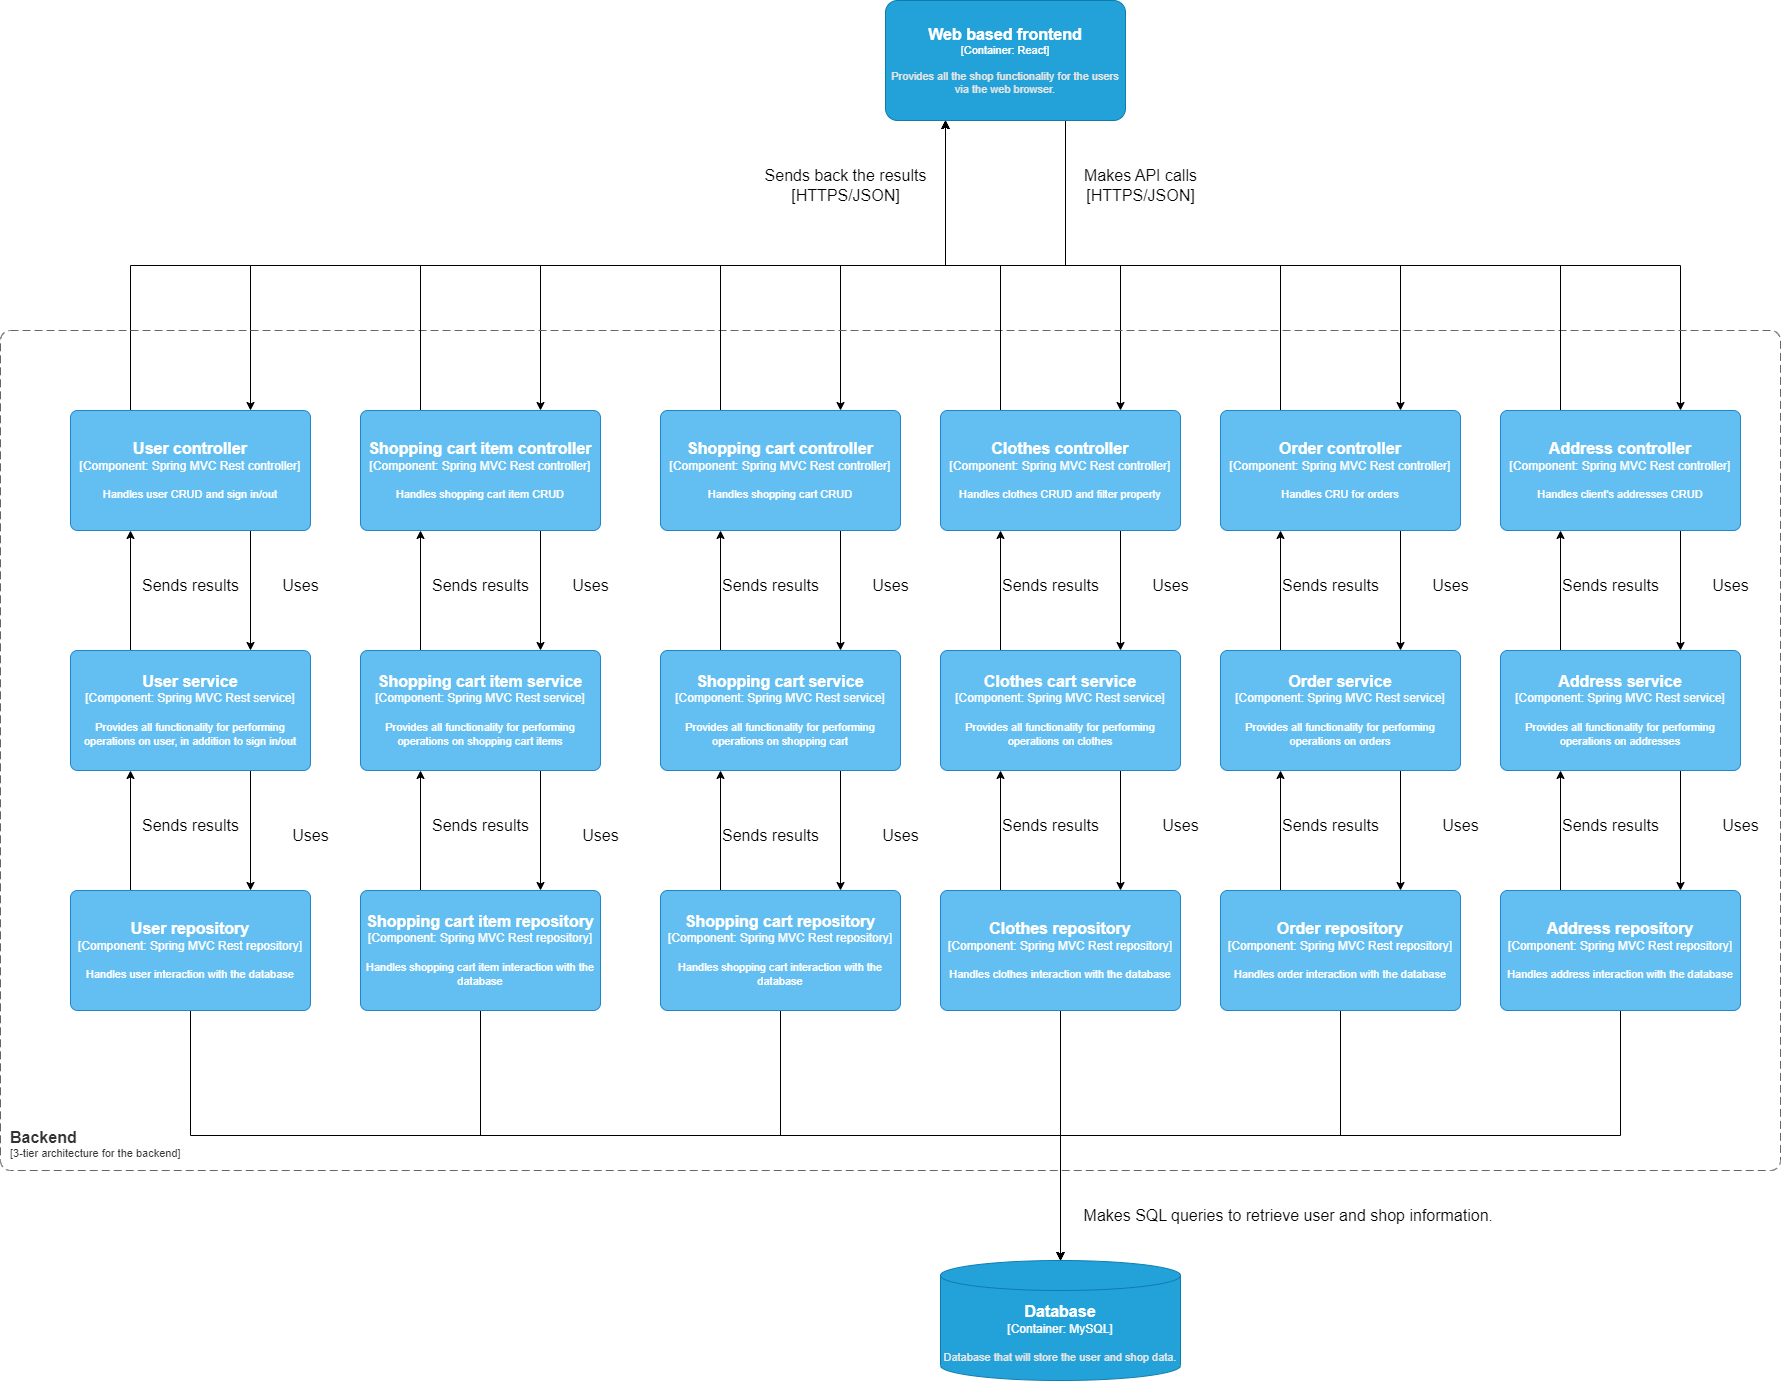 Web based frontend
[Container: React]
Provides all the shop functionality for the users
via the web browser.
Sends back the results
[HTTPS/JSON]
Makes API calls
[HTTPS/JSON]
User controller
[Component: Spring MVC Rest controller]
Handles user CRUD and sign in/out
Shopping cart item controller
[Component: Spring MVC Rest controller]
Handles shopping cart item CRUD
Shopping cart controller
[Component: Spring MVC Rest controller]
Handles shopping cart CRUD
Clothes controller
[Component: Spring MVC Rest controller]
Handles clothes CRUD and filter property
Order controller
[Component: Spring MVC Rest controller]
Handles CRU for orders
Address controller
[Component: Spring MVC Rest controller]
Handles client's addresses CRUD
Sends results
Uses
Sends results
Uses
Sends results
Uses
Sends results
Uses
Sends results
Uses
Sends results
Uses
User service
[Component: Spring MVC Rest service]
Provides all functionality for performing
operations on user, in addition to sign in/out
Shopping cart item service
[Component: Spring MVC Rest service]
Provides all functionality for performing
operations on shopping cart items
Shopping cart service
[Component: Spring MVC Rest service]
Provides all functionality for performing
operations on shopping cart
Clothes cart service
[Component: Spring MVC Rest service]
Provides all functionality for performing
operations on clothes
Order service
[Component: Spring MVC Rest service]
Provides all functionality for performing
operations on orders
Address service
[Component: Spring MVC Rest service]
Provides all functionality for performing
operations on addresses
Sends results
Uses
Sends results
Uses
Sends results
Uses
Sends results
Uses
Sends results
Uses
Sends results
Uses
User repository
[Component: Spring MVC Rest repository]
Handles user interaction with the database
Shopping cart item repository
[Component: Spring MVC Rest repository]
Handles shopping cart item interaction with the
database
Shopping cart repository
[Component: Spring MVC Rest repository]
Handles shopping cart interaction with the
database
Clothes repository
[Component: Spring MVC Rest repository]
Handles clothes interaction with the database
Order repository
[Component: Spring MVC Rest repository]
Handles order interaction with the database
Address repository
[Component: Spring MVC Rest repository]
Handles address interaction with the database
Backend
[3-tier architecture for the backend]
Makes SQL queries to retrieve user and shop information.
Database
[Container: MySQL]
Database that will store the user and shop data.